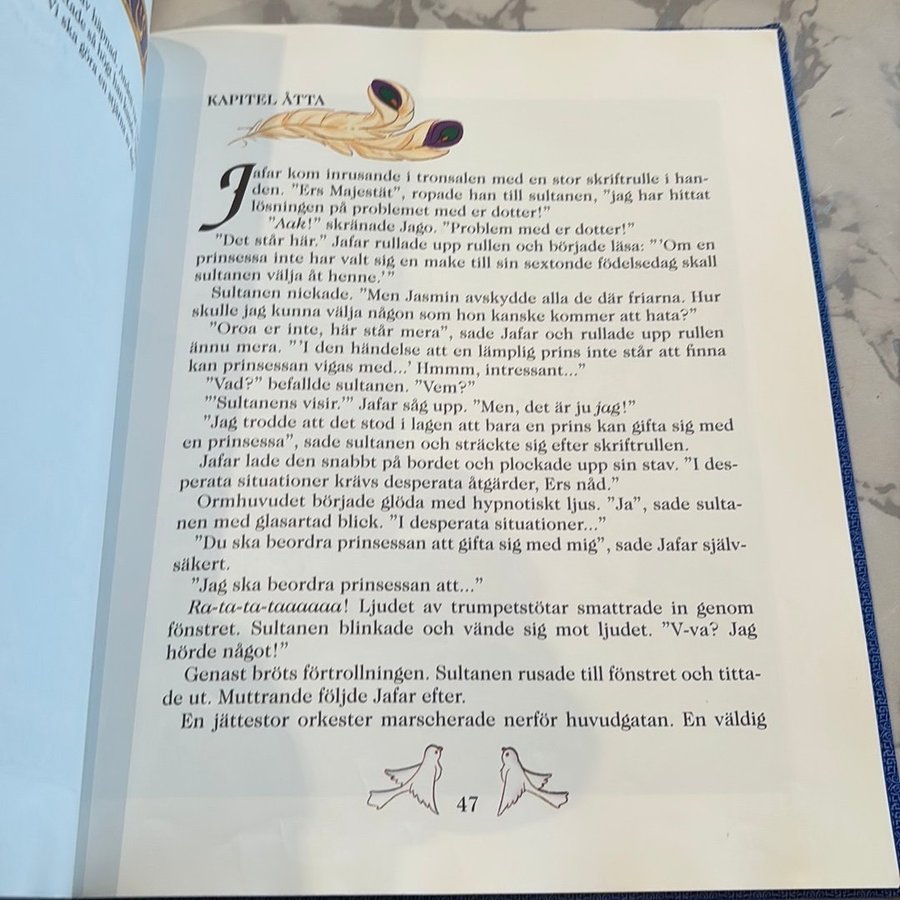 KAPITEL ÅTTA
Jafar kom inrusande i tronsalen med en stor skriftrulle i han-
den. ”Ers Majestät”, ropade han till sultanen, ”jag har hittat
lösningen på problemet med er dotter!”
”Aak!” skränade Jago. ”Problem med er dotter!”
”Det står här.” Jafar rullade upp rullen och började läsa: ”’Om en
prinsessa inte har valt sig en make till sin sextonde födelsedag skall
sultanen välja åt henne.’”
Sultanen nickade. ”Men Jasmin avskydde alla de där friarna. Hur
skulle jag kunna välja någon som hon kanske kommer att hata?”
”Oroa er inte, här står mera”, sade Jafar och rullade upp rullen
ännu mera. ”’I den händelse att en lämplig prins inte står att finna
kan prinsessan vigas med...’ Hmmm, intressant...”
”Vad?” befallde sultanen. ”Vem?”
”’Sultanens visir.’” Jafar såg upp. ”Men, det är ju jag!”
”Jag trodde att det stod i lagen att bara en prins kan gifta sig med
en prinsessa”, sade sultanen och sträckte sig efter skriftrullen.
Jafar lade den snabbt på bordet och plockade upp sin stav. ”I des-
perata situationer krävs desperata åtgärder, Ers nåd.”
Ormhuvudet började glöda med hypnotiskt ljus. ”Ja”, sade sulta-
nen med glasartad blick. ”I desperata situationer...”
”Du ska beordra prinsessan att gifta sig med mig”, sade Jafar själv-
säkert.
”Jag ska beordra prinsessan att...”
Ra-ta-ta-taaaaaa! Ljudet av trumpetstötar smattrade in genom
fönstret. Sultanen blinkade och vände sig mot ljudet. ”V-va? Jag
hörde något!”
Genast bröts förtrollningen. Sultanen rusade till fönstret och titta-
de ut. Muttrande följde Jafar efter.
En jättestor orkester marscherade nerför huvudgatan. En väldig
47